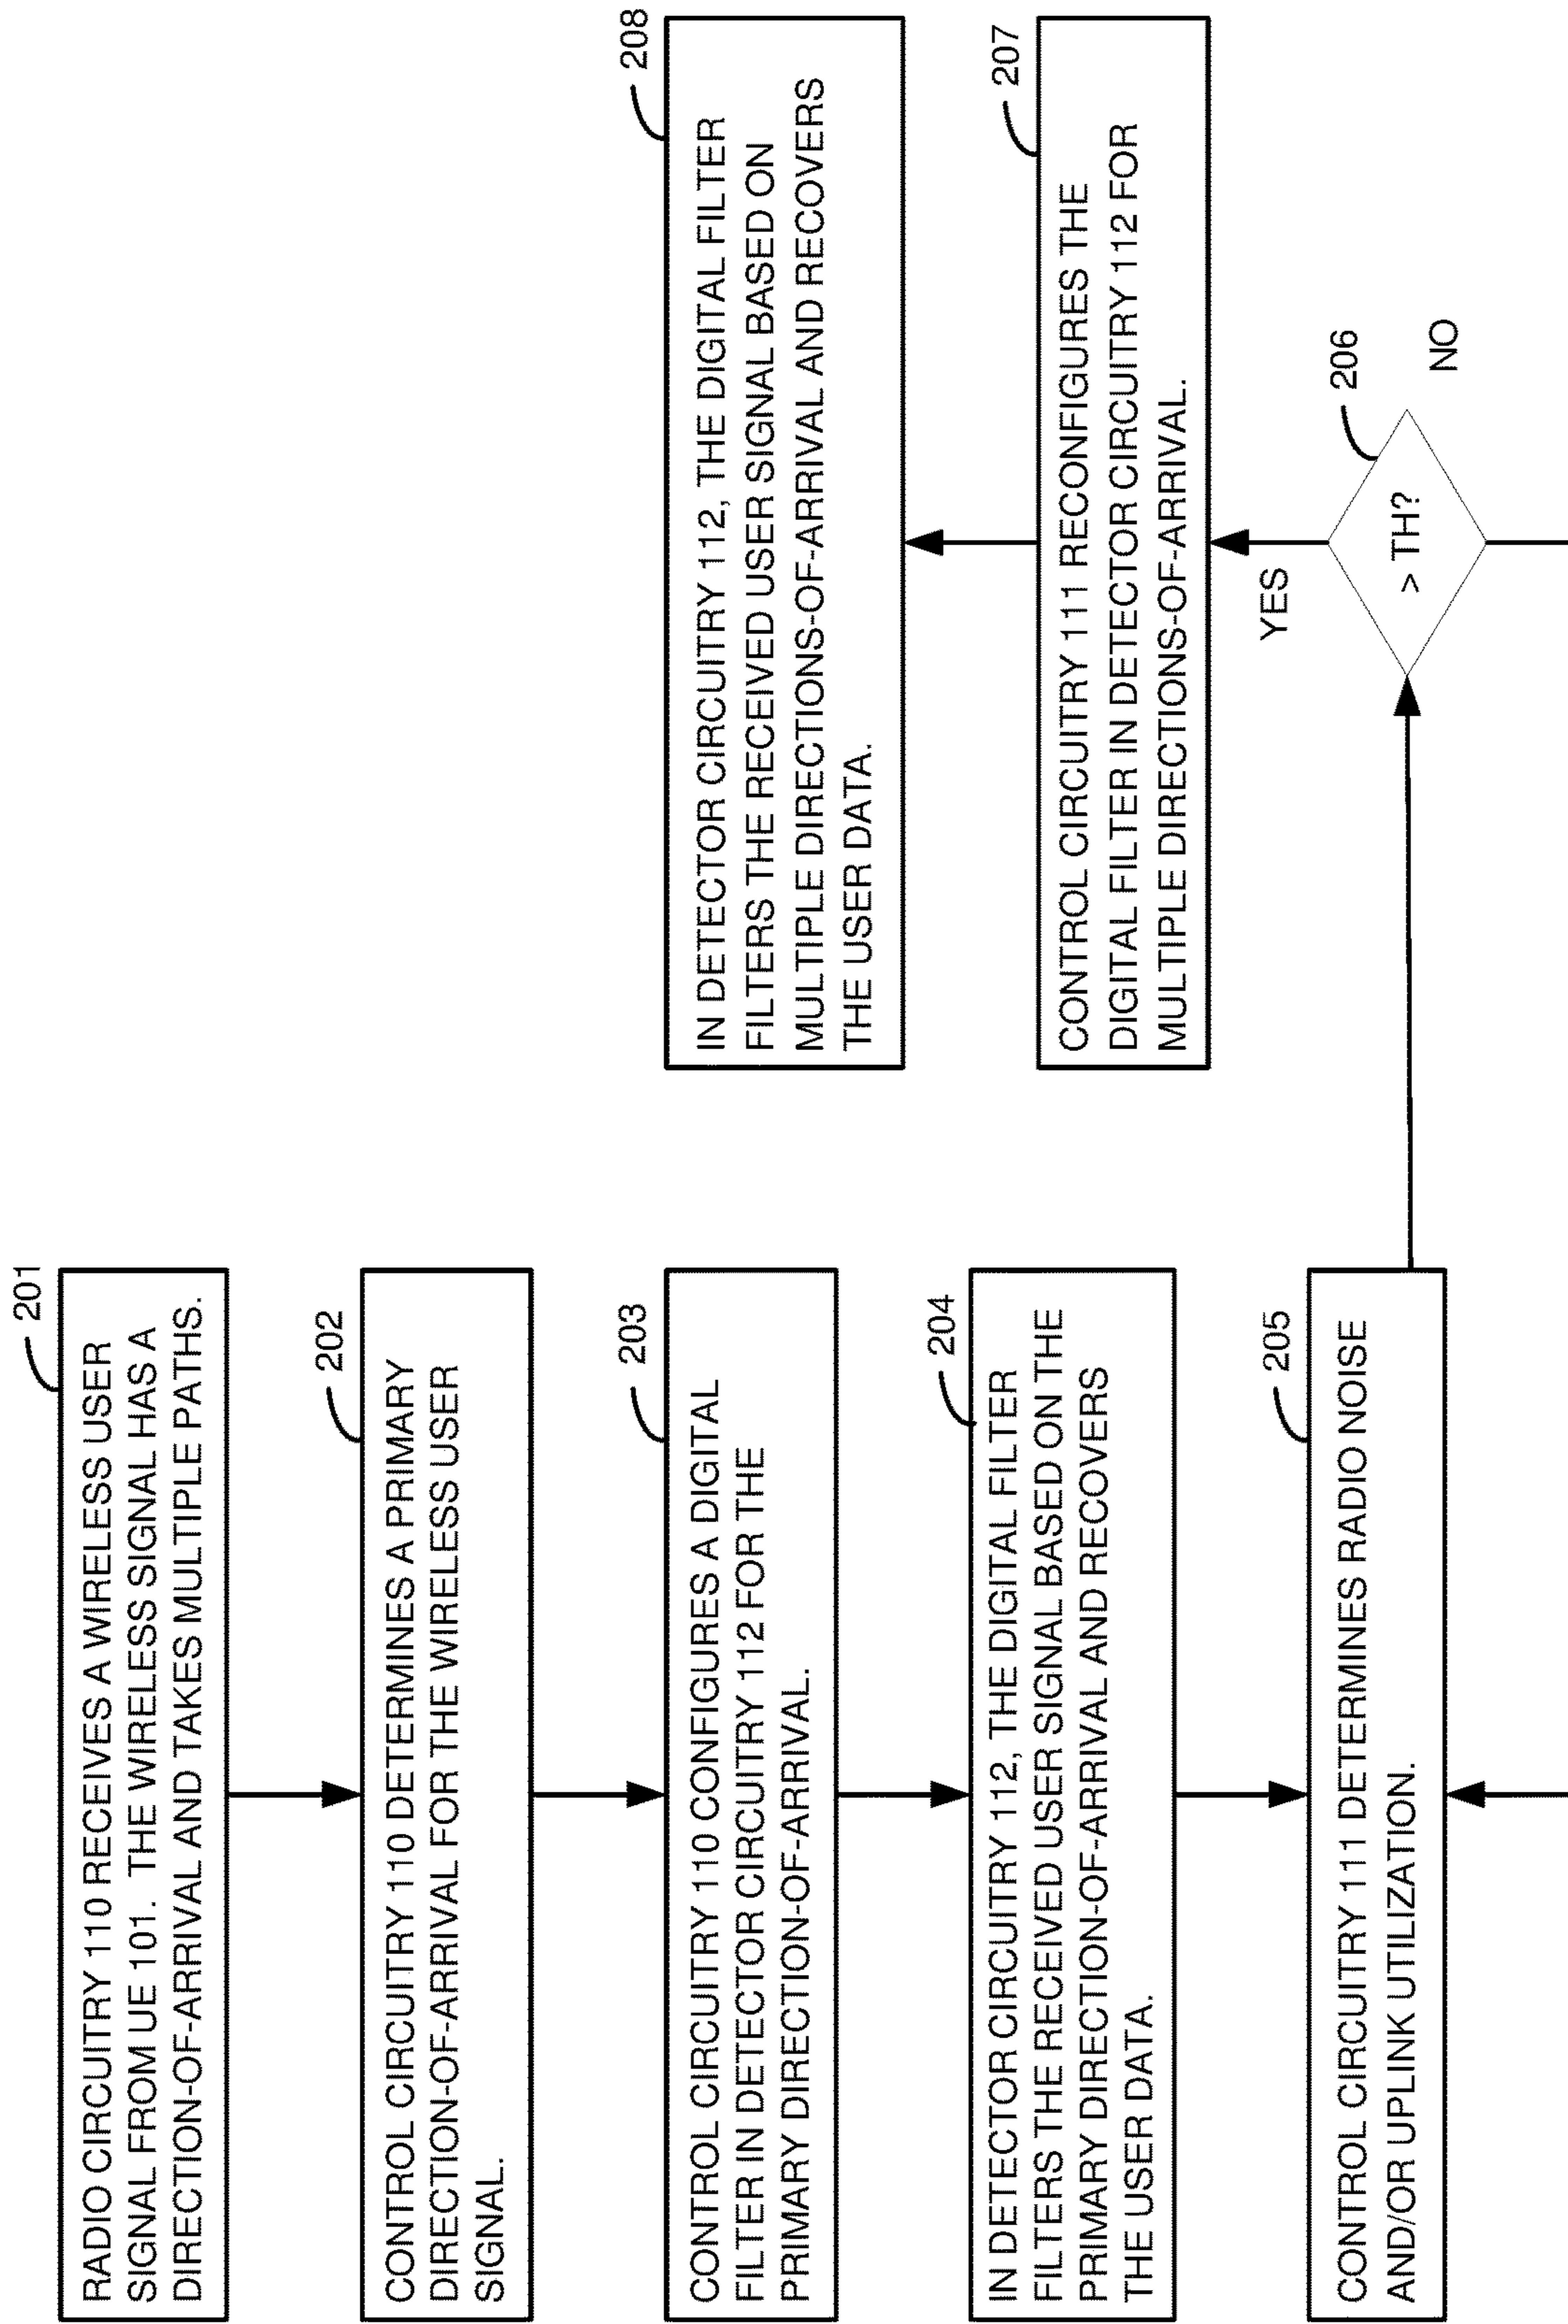 201
RADIO CIRCUITRY 110 RECEIVES A WIRELESS USER
SIGNAL FROM UE 101.  THE WIRELESS SIGNAL HAS A
DIRECTION-OF-ARRIVAL AND TAKES MULTIPLE PATHS.
202
CONTROL CIRCUITRY 110 DETERMINES A PRIMARY
DIRECTION-OF-ARRIVAL FOR THE WIRELESS USER
SIGNAL.
203
CONTROL CIRCUITRY 110 CONFIGURES A DIGITAL
FILTER IN DETECTOR CIRCUITRY 112 FOR THE
PRIMARY DIRECTION-OF-ARRIVAL.
204
IN DETECTOR CIRCUITRY 112, THE DIGITAL FILTER
FILTERS THE RECEIVED USER SIGNAL BASED ON THE
PRIMARY DIRECTION-OF-ARRIVAL AND RECOVERS
THE USER DATA.
205
CONTROL CIRCUITRY 111 DETERMINES RADIO NOISE
AND/OR UPLINK UTILIZATION.
206
> TH?
YES
NO
207
CONTROL CIRCUITRY 111 RECONFIGURES THE
DIGITAL FILTER IN DETECTOR CIRCUITRY 112 FOR
MULTIPLE DIRECTIONS-OF-ARRIVAL.
208
IN DETECTOR CIRCUITRY 112, THE DIGITAL FILTER
FILTERS THE RECEIVED USER SIGNAL BASED ON
MULTIPLE DIRECTIONS-OF-ARRIVAL AND RECOVERS
THE USER DATA.